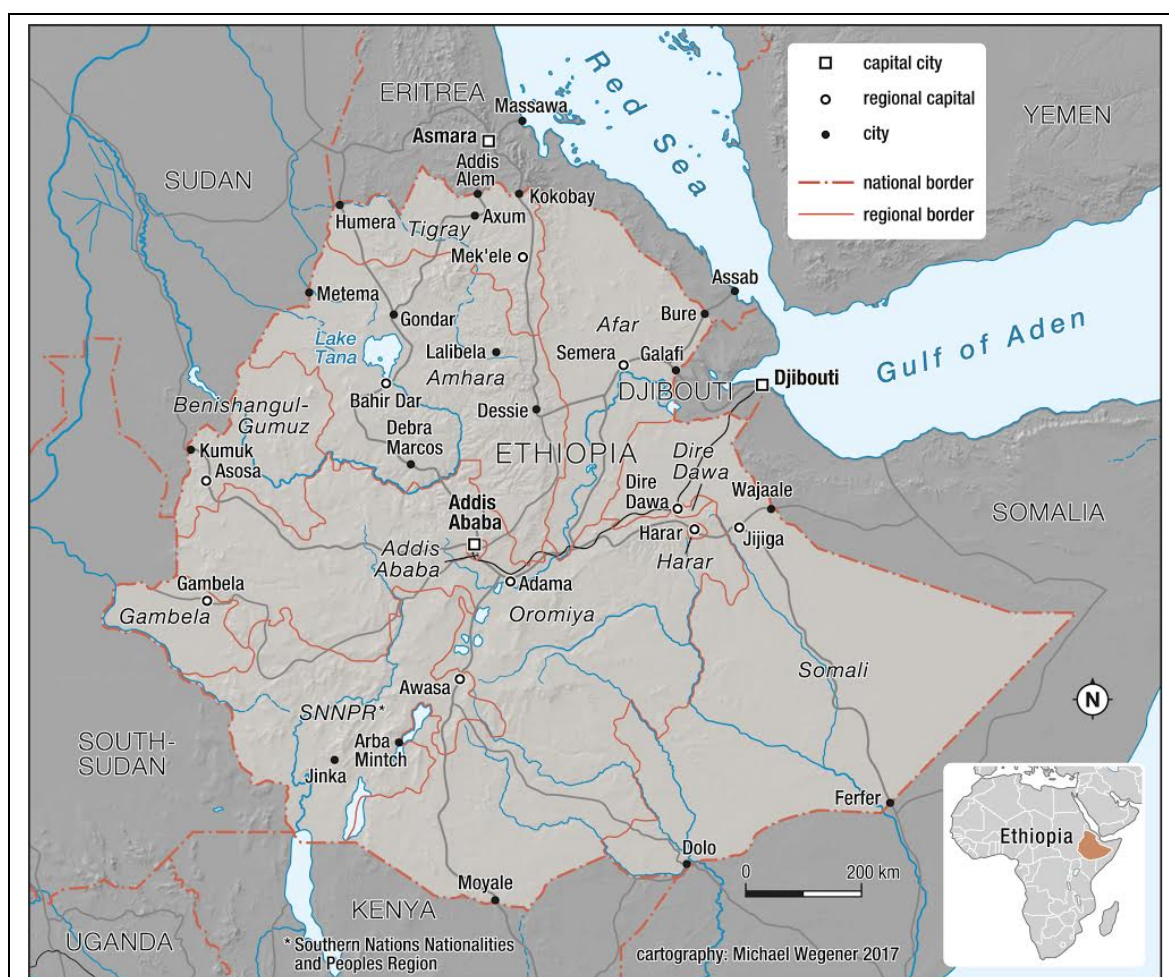 Red Sea
capital city
regional capital
city
national border
regional border
YEMEN
ERITREA
Massawa
Asmara
Addis
Alem
Kokobay
SUDAN
Humera
Axum
Tigray
Mek'ele
Metema
Gondar
Assab
Bure
Afar
Lake
Tana
Lalibela
Semera
Galafi
Amhara
Bahir Dar
DJIBOUTI
Djibouti
Gulf of Aden
Dessie
Benishangul-
Gumuz
Debra
Marcos
ETHIOPIA
Kumuk
Asosa
Dire
Dawa
Dire
Dawa
Wajaale
SOMALIA
Addis
Ababa
Harar
Jijiga
Addis
Ababa
Harar
Adama
Gambela
Gambela
Oromiya
Somali
Awasa
SNNPR*
N
SOUTH-
SUDAN
Arba
Mintch
Jinka
Ferfer
Ethiopia
Dolo
0 200 km
Moyale
KENYA
UGANDA
* Southern Nations Nationalities
and Peoples Region
cartography: Michael Wegener 2017